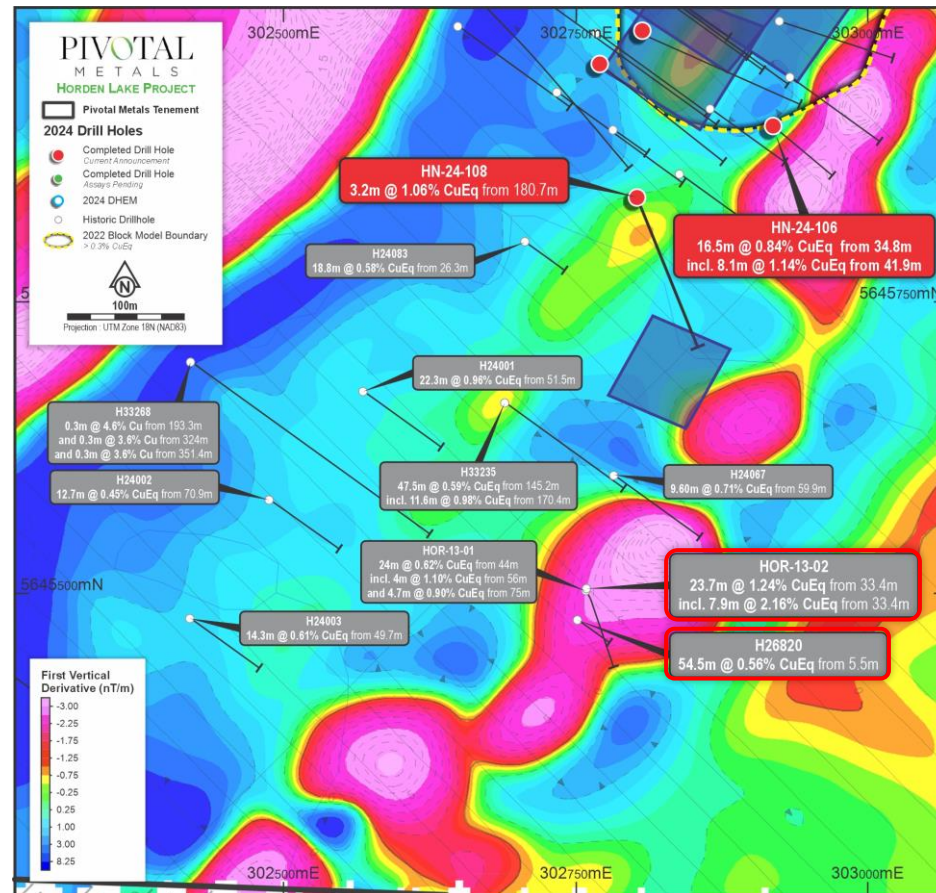 302500mE
302750mE
303000mE
PIVOTAL
METALS
HORDEN LAKE PROJECT
Pivotal Metals Tenement
2024 Drill Holes
Completed Drill Hole
Current Announcement
Completed Drill Hole
Assays Pending
2024 DHEM
Historic Drillhole
2022 Block Model Boundary
> 0.3% CuEq
N
100m
Projection : UTM Zone 18N (NAD83)
HN-24-108
3.2m @ 1.06% CuEq from 180.7m
HN-24-106
16.5m @ 0.84% CuEq from 34.8m
incl. 8.1m @ 1.14% CuEq from 41.9m
H24083
18.8m @ 0.58% CuEq from 26.3m
5645750mN
H24001
22.3m @ 0.96% CuEq from 51.5m
H33268
0.3m @ 4.6% Cu from 193.3m
and 0.3m @ 3.6% Cu from 324m
and 0.3m @ 3.6% Cu from 351.4m
H24002
12.7m @ 0.45% CuEq from 70.9m
H33235
47.5m @ 0.59% CuEq from 145.2m
incl. 11.6m @ 0.98% CuEq from 170.4m
H24067
9.60m @ 0.71% CuEq from 59.9m
HOR-13-01
24m @ 0.62% CuEq from 44m
incl. 4m @ 1.10% CuEq from 56m
and 4.7m @ 0.90% CuEq from 75m
HOR-13-02
23.7m @ 1.24% CuEq from 33.4m
incl. 7.9m @ 2.16% CuEq from 33.4m
5645500mN
H24003
14.3m @ 0.61% CuEq from 49.7m
H26820
54.5m @ 0.56% CuEq from 5.5m
First Vertical
Derivative (nT/m)
-3.00
-2.25
-1.75
-1.25
-0.75
-0.25
0.25
1.00
3.00
8.25
302500mE
302750mE
303000mE